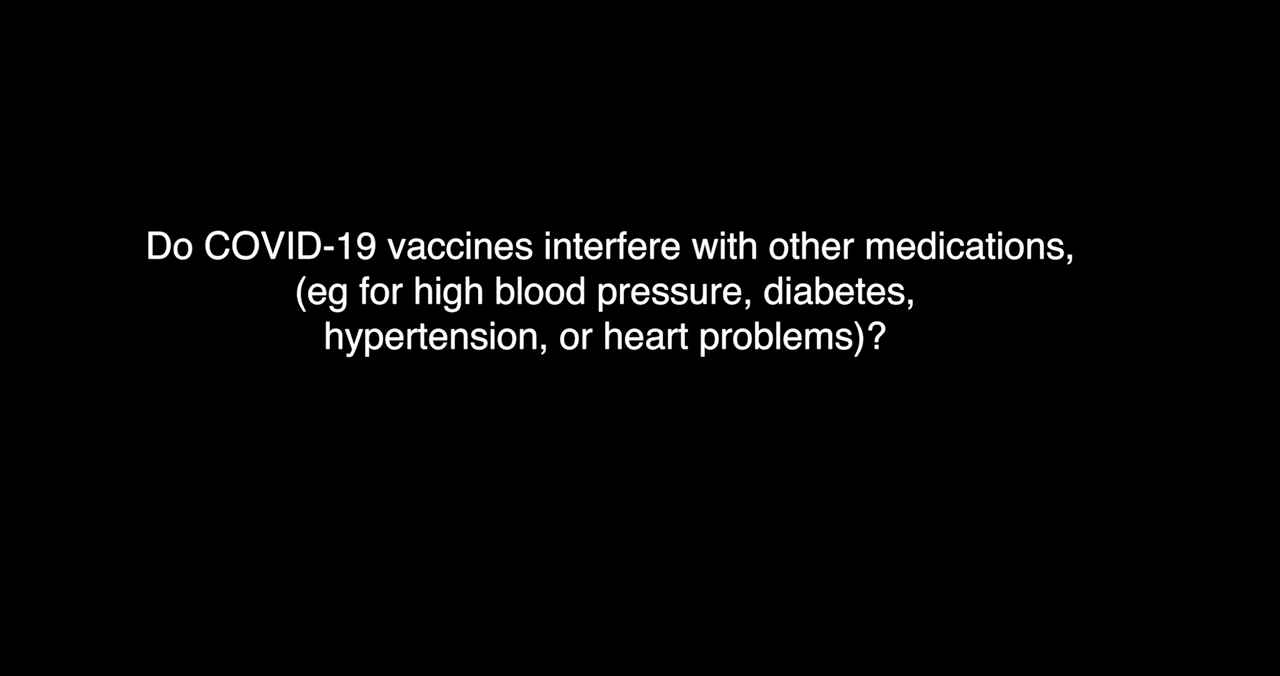 Do COVID-19 vaccines interfere with other medications,
(eg for high blood pressure, diabetes,
hypertension, or heart problems)?